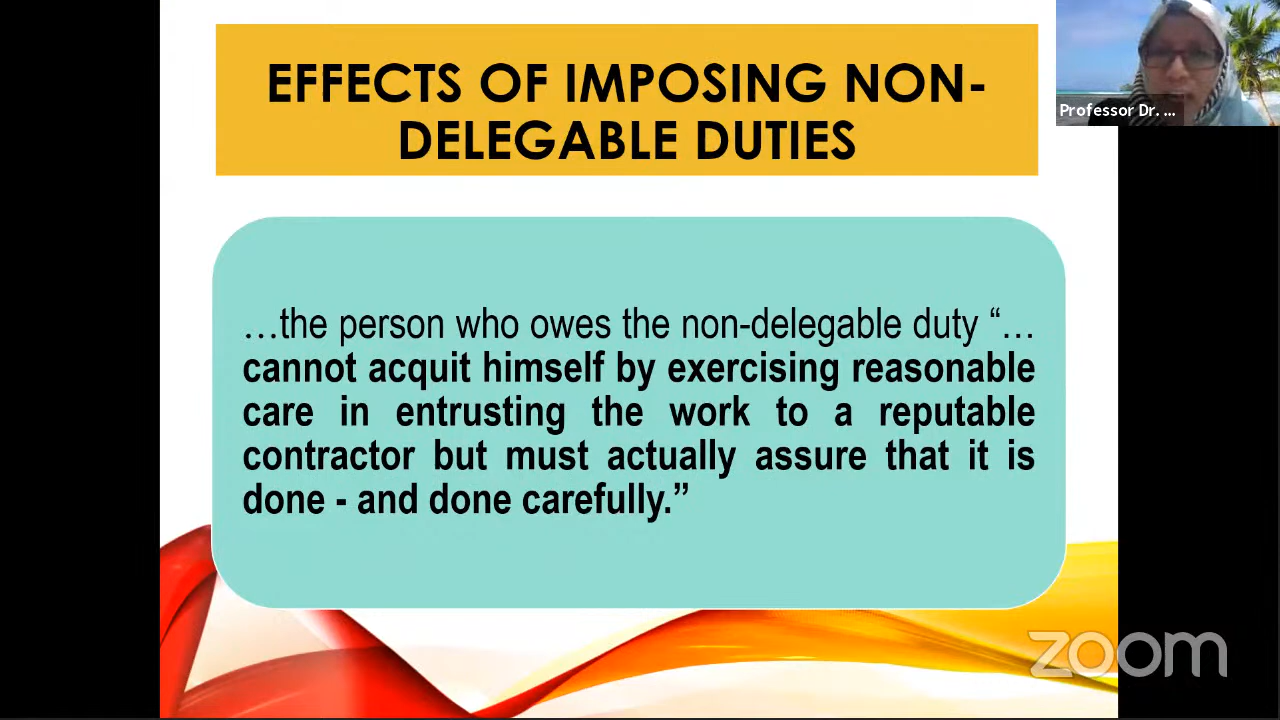 EFFECTS OF IMPOSING NON-
DELEGABLE DUTIES
Professor Dr. ...
…the person who owes the non-delegable duty “…
cannot acquit himself by exercising reasonable
care in entrusting the work to a reputable
contractor but must actually assure that it is
done - and done carefully.”
zoom